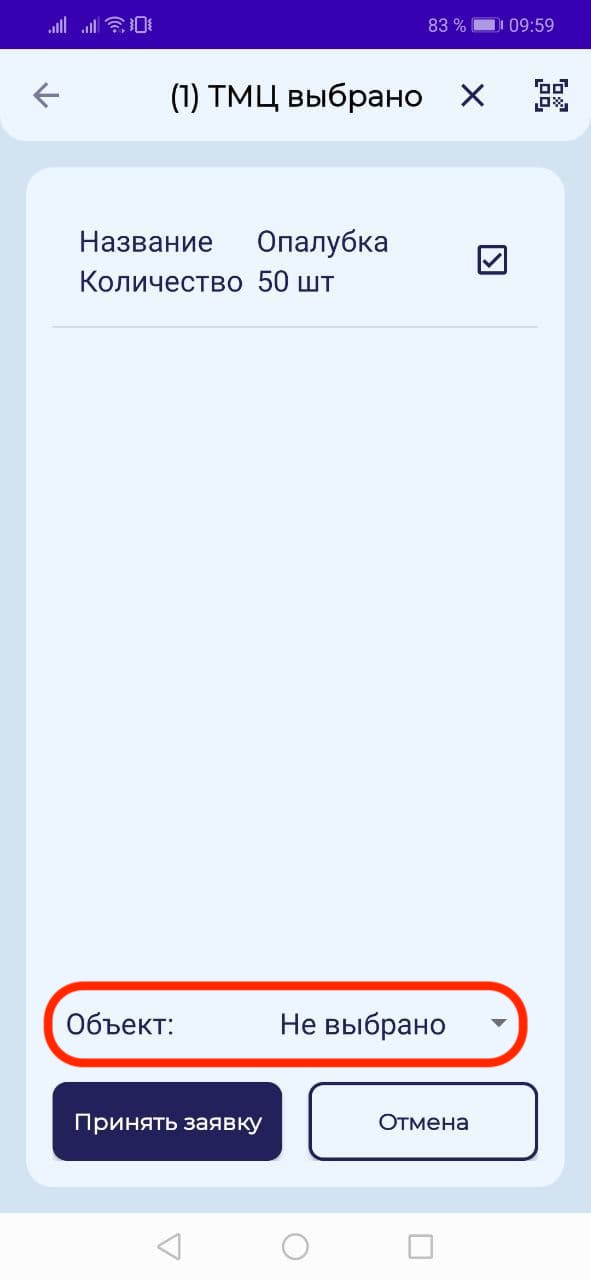 83 % 09:59
(1) ТМЦ выбрано
Название Опалубка
Количество 50 шт
Объект: Не выбрано
Принять заявку Отмена